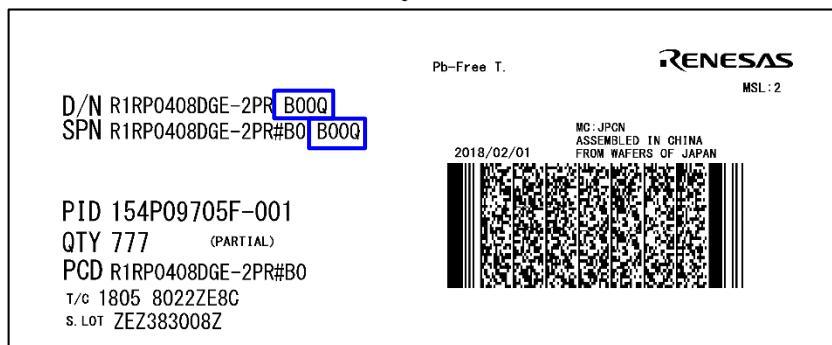 Pb-Free T.
RENESAS
MSL:2
D/N R1RP0408DGE-2PR B00Q
SPN R1RP0408DGE-2PR#B0 B00Q
MC:JPCN
ASSEMBLED IN CHINA
2018/02/01 FROM WAFERS OF JAPAN
PID 154P09705F-001
QTY 777 (PARTIAL)
PCD R1RP0408DGE-2PR#B0
T/C 1805 8022ZE8C
S.LOT ZEZ383008Z